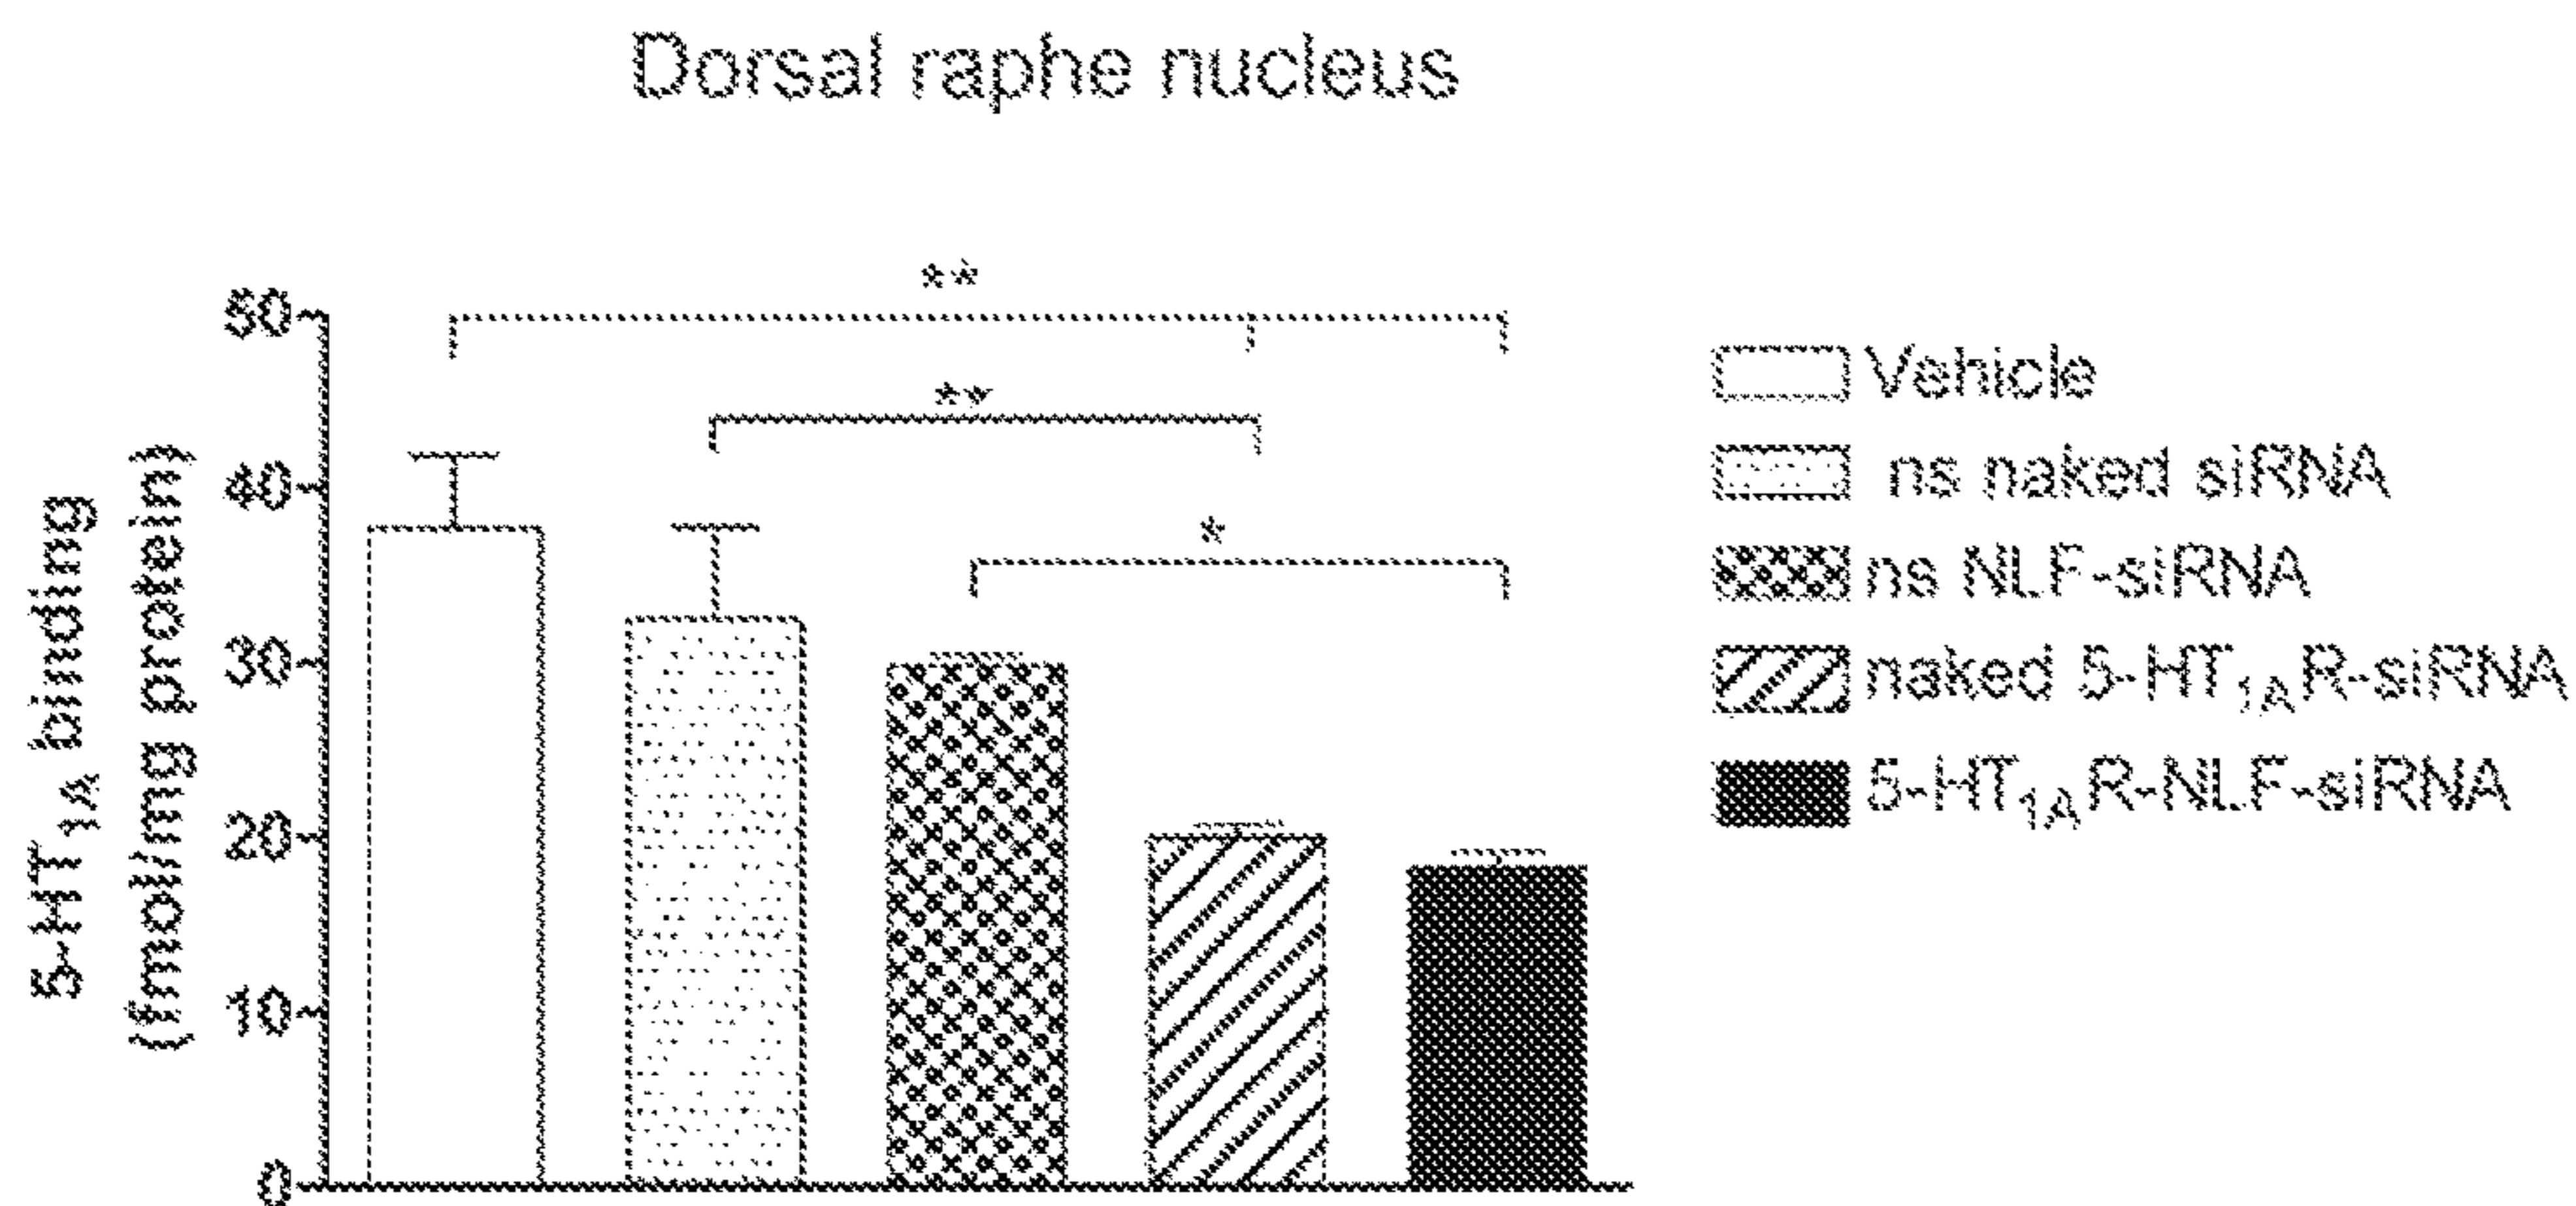 Dorsal raphe nucleus
**
**
*
50
40
30
20
10
0
5-HT1A binding
(fmol/mg protein)
Vehicle
ns naked siRNA
ns NLF-siRNA
naked 5-HT1AR-siRNA
5-HT1AR-NLF-siRNA